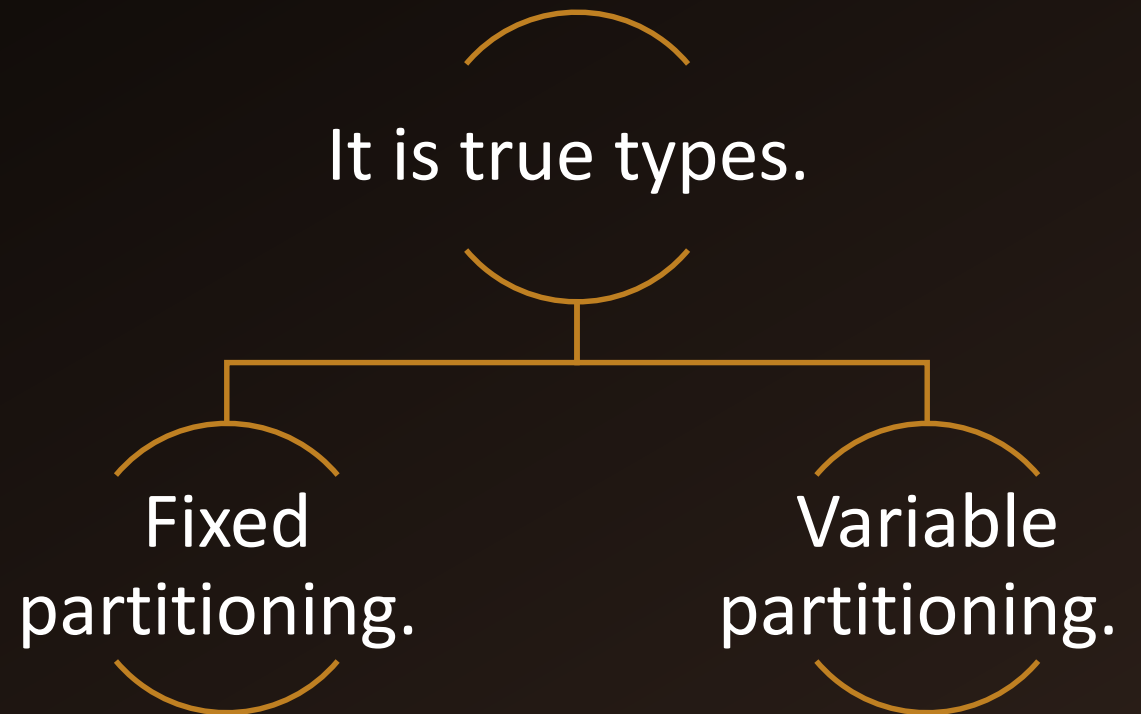 It is true types.
Fixed
partitioning.
Variable
partitioning.